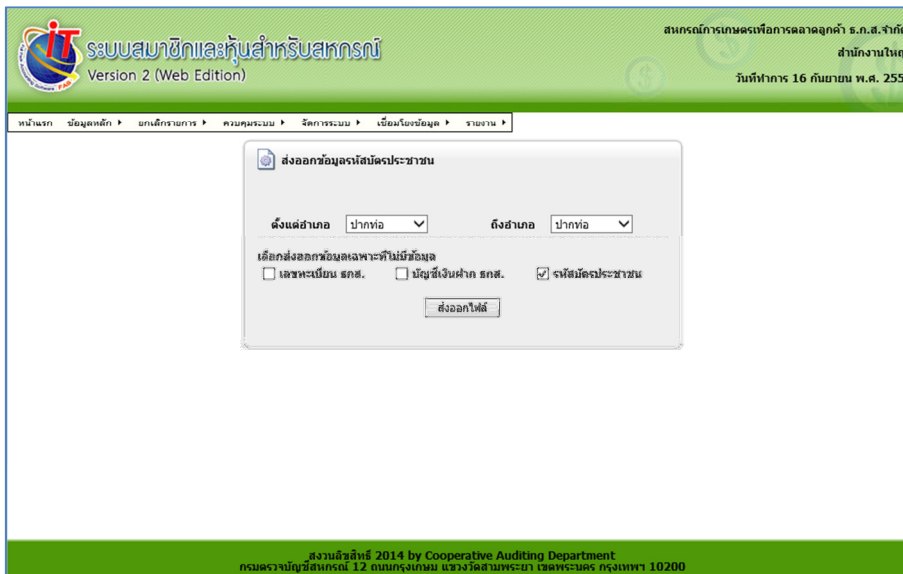 สหกรณ์การเกษตรเพื่อการตลาดลูกค้า ธ.ก.ส.จำกัด
ระบบสมาชิกและหุ้นสำหรับสหกรณ์
สำนักงานใหญ่
Version 2 (Web Edition)
วันที่ทำการ 16 กันยายน พ.ศ. 255
หน้าแรก ข้อมูลหลัก ยกเลิกรายการ ควบคุมระบบ จัดการระบบ เชื่อมโยงข้อมูล รายงาน
ส่งออกข้อมูลรหัสบัตรประชาชน
ตั้งแต่อำเภอ ปากท่อ ถึงอำเภอ ปากท่อ
เลือกส่งออกข้อมูลเฉพาะที่ไม่มีข้อมูล
เลขทะเบียน ธกส. บัญชีเงินฝาก ธกส. รหัสบัตรประชาชน
ส่งออกไฟล์
สงวนลิขสิทธิ์ 2014 by Cooperative Auditing Department
กรมตรวจบัญชีสหกรณ์ 12 ถนนกรุงเกษม แขวงวัดสามพระยา เขตพระนคร กรุงเทพฯ 10200